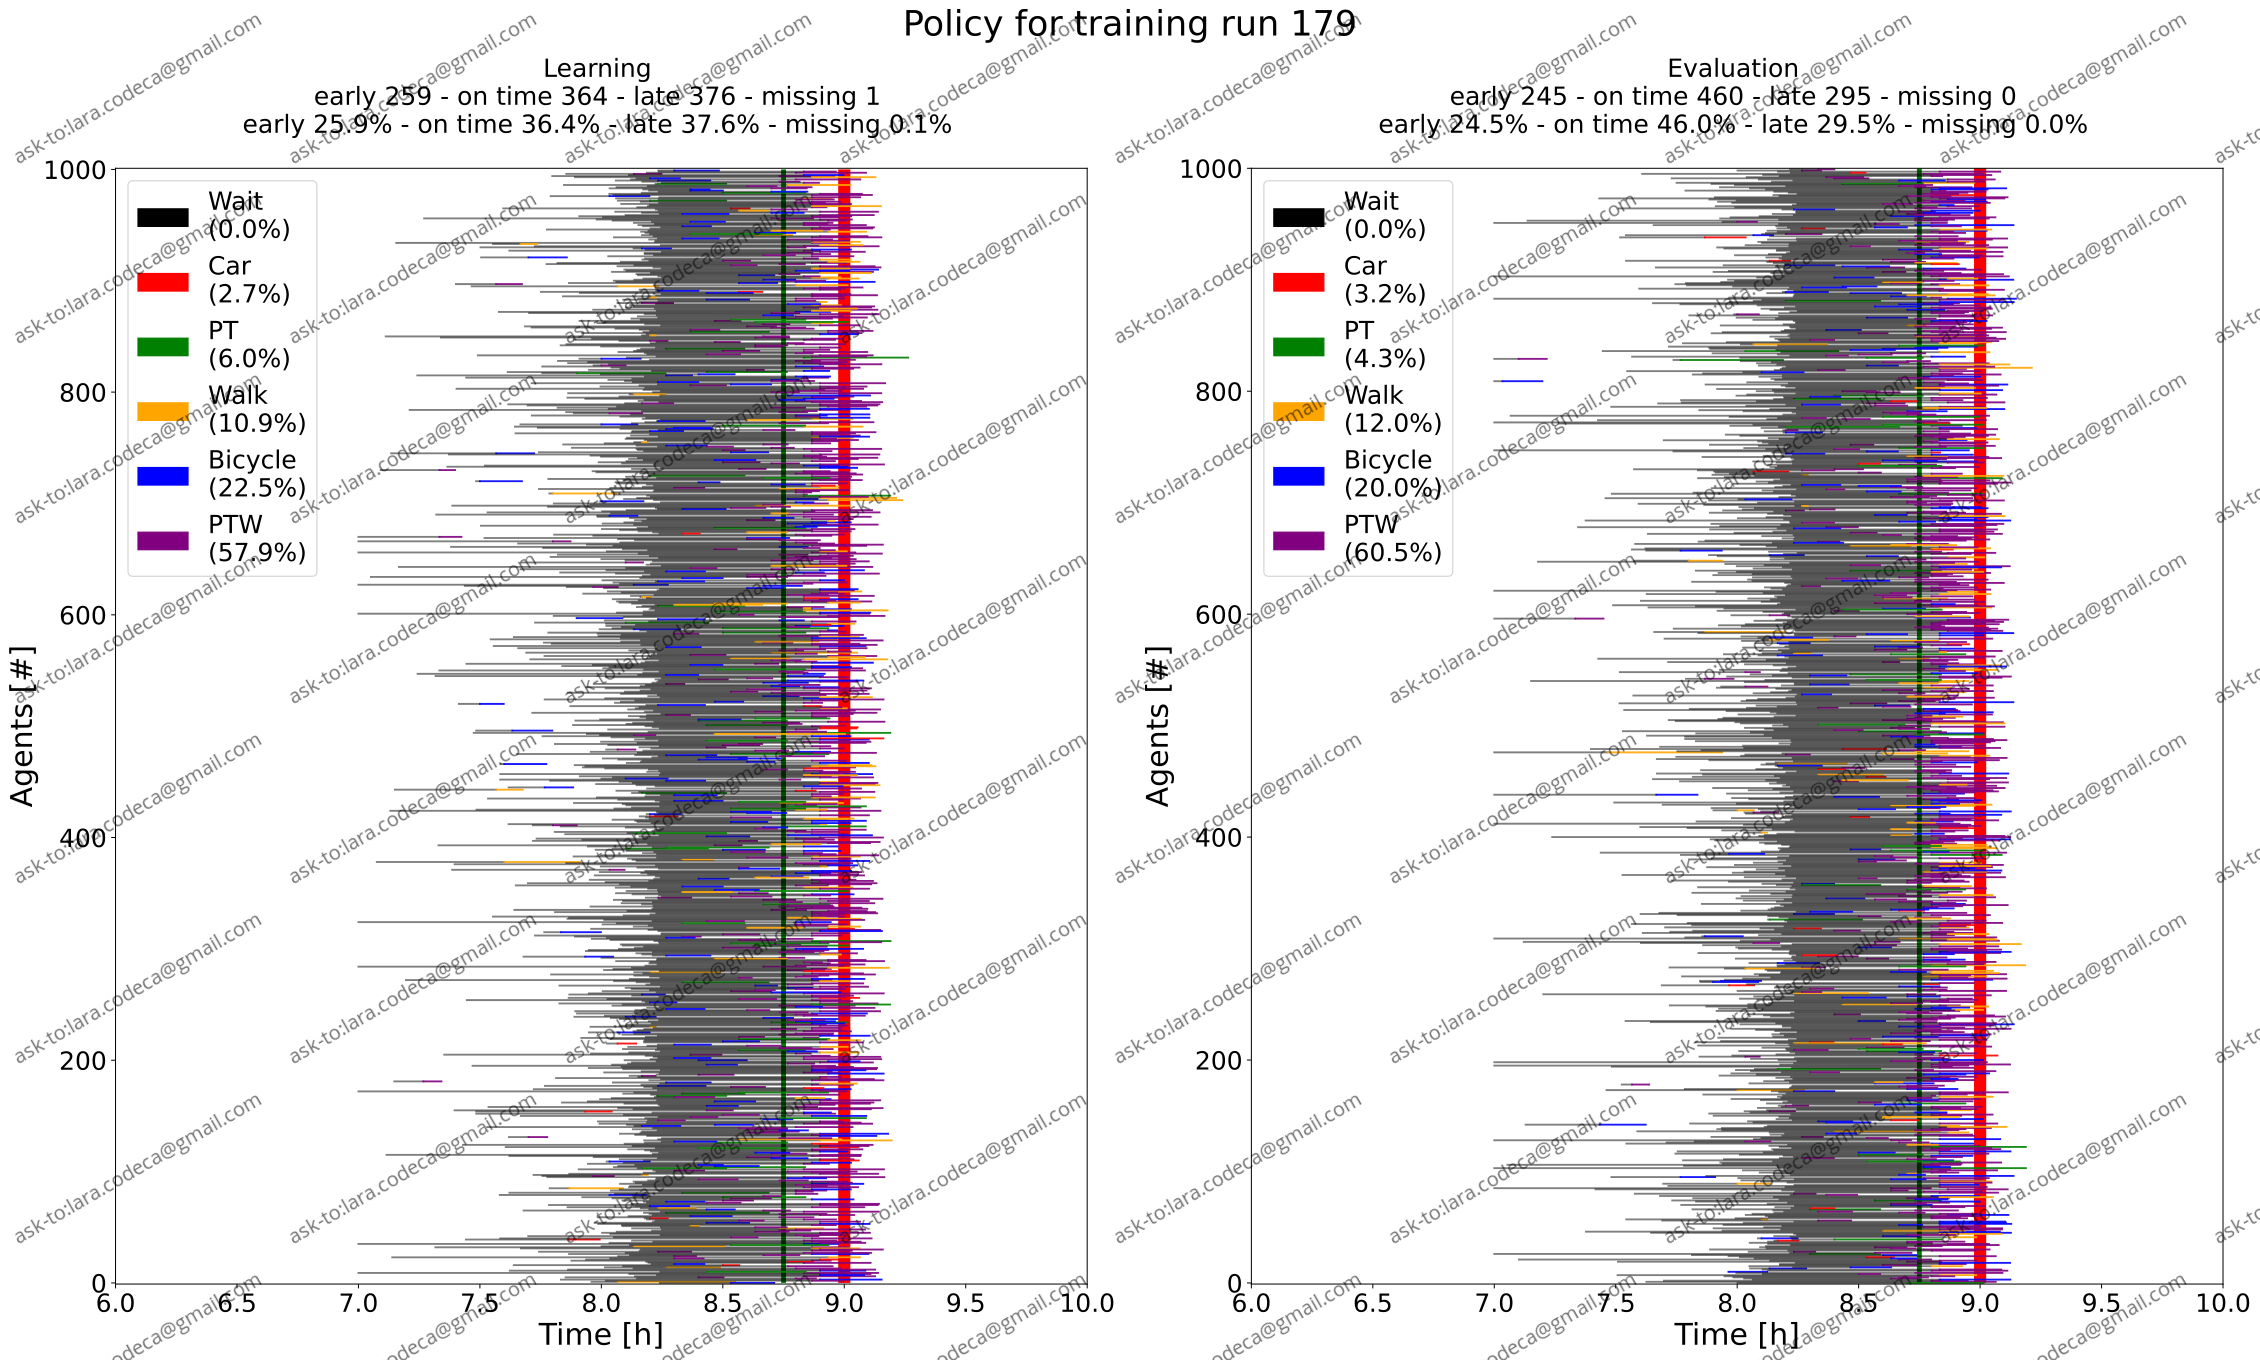 Policy for training run 179
Learning
early 259 - on time 364 - late 376 - missing 1
early 25.9% - on time 36.4% - late 37.6% - missing 0.1%
Agents [#]
1000
800
600
400
200
0
Wait
(0.0%)
Car
(2.7%)
PT
(6.0%)
Walk
(10.9%)
Bicycle
(22.5%)
PTW
(57.9%)
6.0 6.5 7.0 7.5 8.0 8.5 9.0 9.5 10.0
Time [h]
Evaluation
early 245 - on time 460 - late 295 - missing 0
early 24.5% - on time 46.0% - late 29.5% - missing 0.0%
Agents [#]
1000
800
600
400
200
0
Wait
(0.0%)
Car
(3.2%)
PT
(4.3%)
Walk
(12.0%)
Bicycle
(20.0%)
PTW
(60.5%)
6.0 6.5 7.0 7.5 8.0 8.5 9.0 9.5 10.0
Time [h]
ask-to:lara.codeca@gmail.com